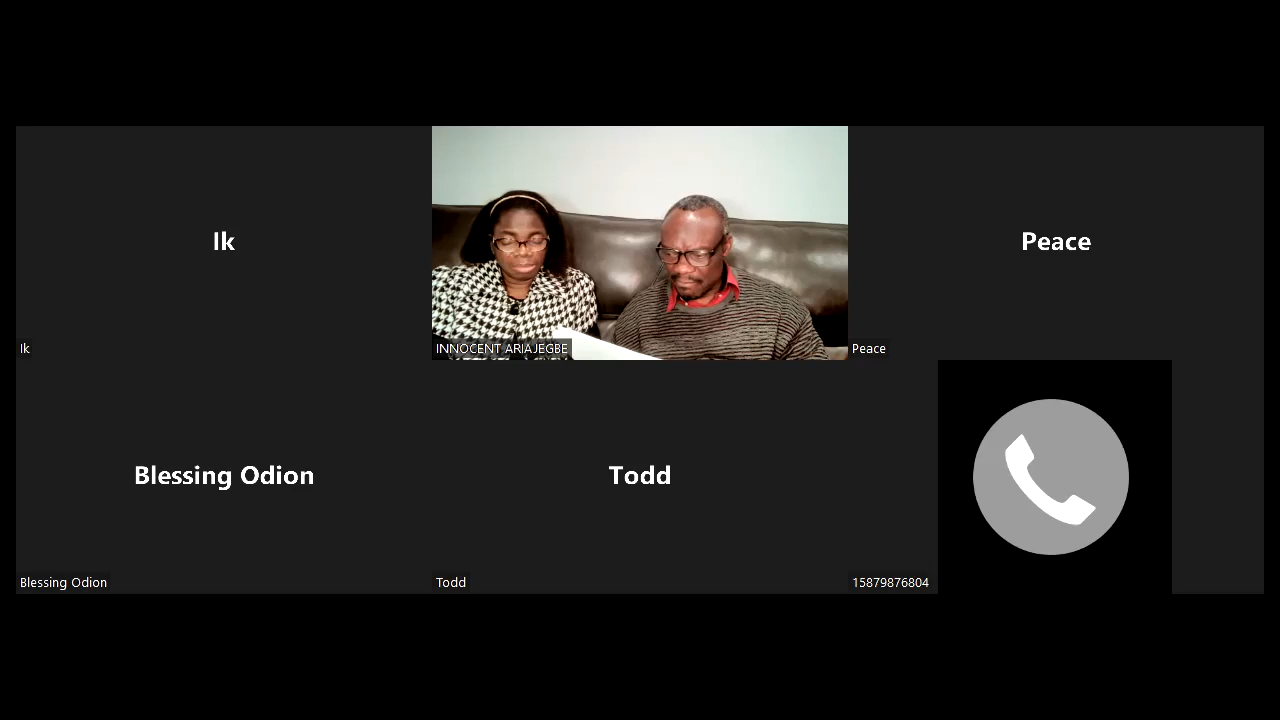 Ik
Peace
Ik
INNOCENT ARIAJEGBE
Peace
Blessing Odion
Todd
Blessing Odion
Todd
15879876804